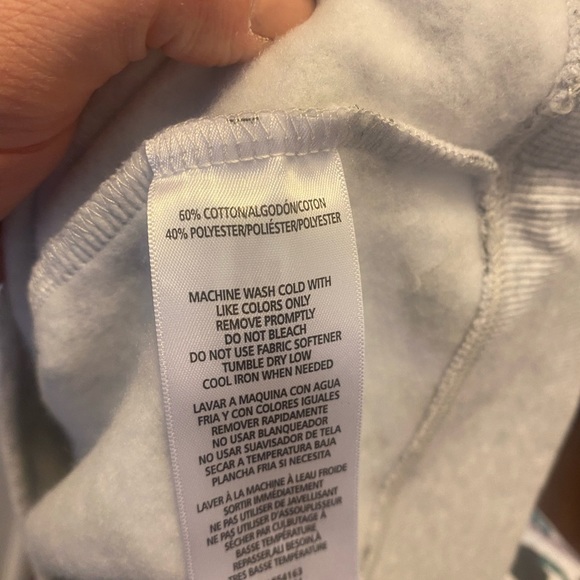 60% COTTON/ALGODÓN/COTON
40% POLYESTER/POLIÉSTER/POLYESTER
MACHINE WASH COLD WITH
LIKE COLORS ONLY
REMOVE PROMPTLY
DO NOT BLEACH
DO NOT USE FABRIC SOFTENER
TUMBLE DRY LOW
COOL IRON WHEN NEEDED
LAVAR A MAQUINA CON AGUA
FRIA Y CON COLORES IGUALES
REMOVER RAPIDAMENTE
NO USAR BLANQUEADOR
NO USAR SUAVISADOR DE TELA
SECAR A TEMPERATURA BAJA
PLANCHA FRIA SI NECESITA
LAVER À LA MACHINE À L'EAU FROIDE
SORTIR IMMÉDIATEMENT
NE PAS UTILISER DE JAVELLISANT
NE PAS UTILISER D'ASSOUPLISSEUR
SÉCHER PAR CULBUTAGE À
BASSE TEMPÉRATURE
REPASSER AU BESOIN, À
TRÈS BASSE TEMPÉRATURE